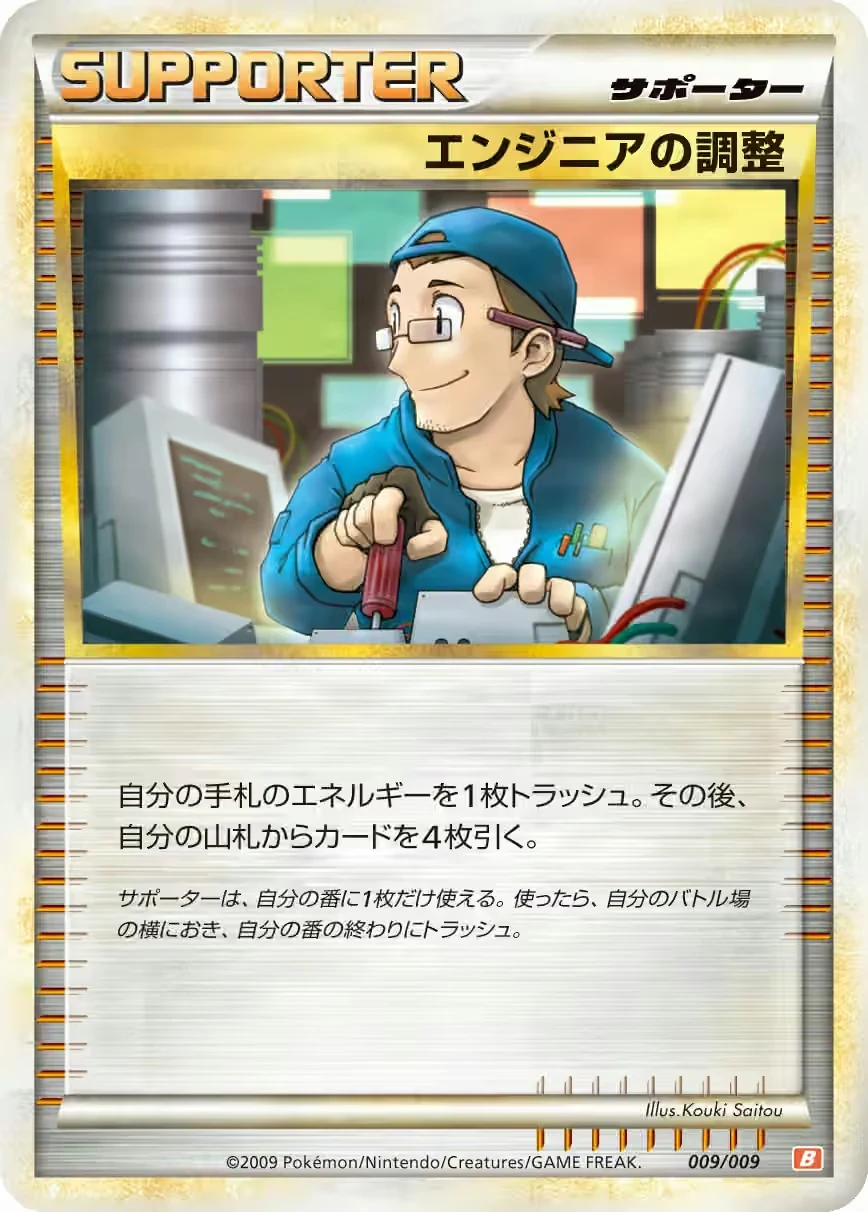 SUPPORTER
サポーター
エンジニアの調整
自分の手札のエネルギーを1枚トラッシュ。その後、
自分の山札からカードを4枚引く。
サポーターは、自分の番に1枚だけ使える。使ったら、自分のバトル場
の横におき、自分の番の終わりにトラッシュ。
Illus.Kouki Saitou
©2009 Pokémon/Nintendo/Creatures/GAME FREAK.
009/009
B